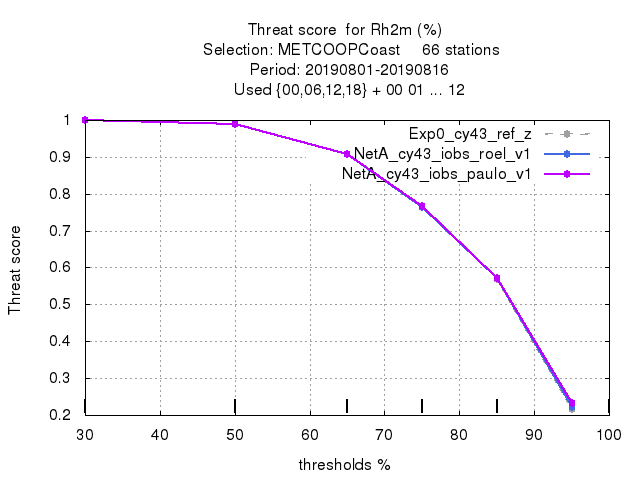 Threat score  for Rh2m (%)
Selection: METCOOPCoast     66 stations
Period: 20190801-20190816
Used {00,06,12,18} + 00 01 ... 12
Exp0_cy43_ref_z
NetA_cy43_iobs_roel_v1
NetA_cy43_iobs_paulo_v1
Threat score
1
0.9
0.8
0.7
0.6
0.5
0.4
0.3
0.2
30 40 50 60 70 80 90 100
thresholds %